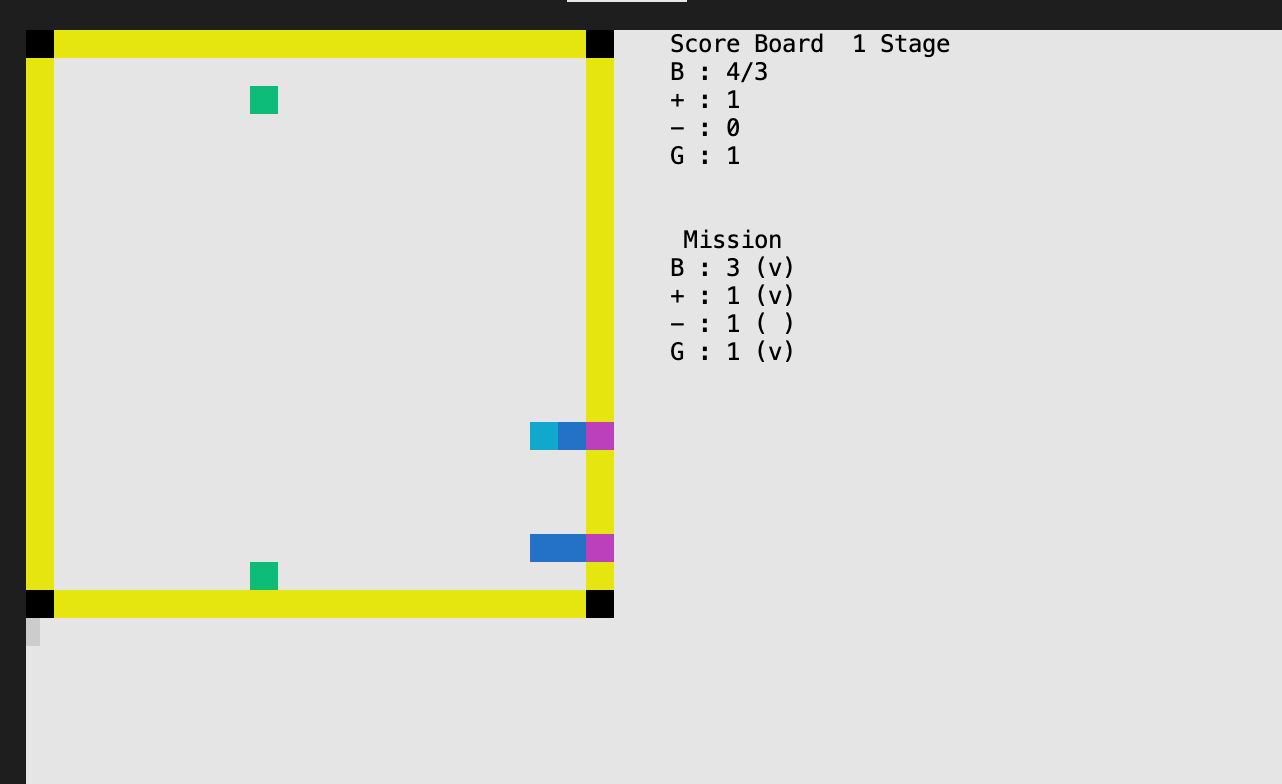 Score Board  1 Stage
B : 4/3
+ : 1
- : 0
G : 1
Mission
B : 3 (v)
+ : 1 (v)
- : 1 ( )
G : 1 (v)